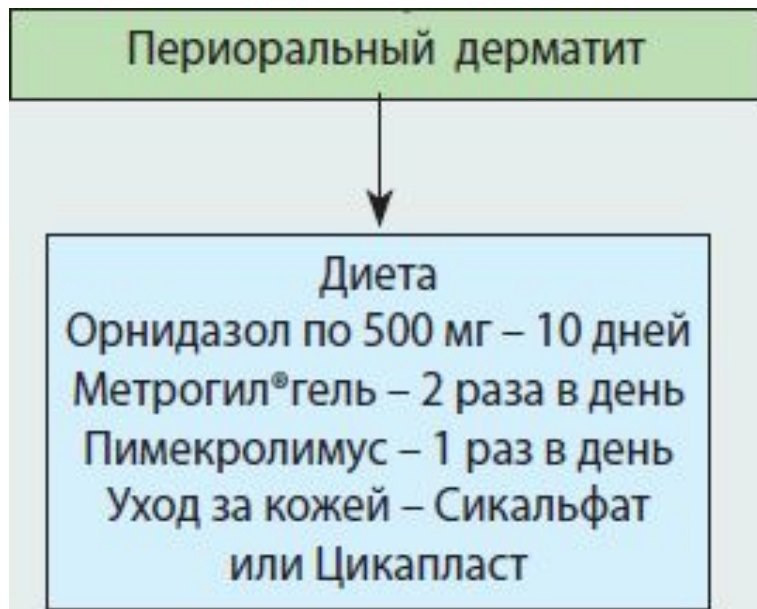 Периоральный дерматит
Диета
Орнидазол по 500 мг – 10 дней
Метрогил®гель – 2 раза в день
Пимекролимус – 1 раз в день
Уход за кожей – Сикальфат
или Цикапласт